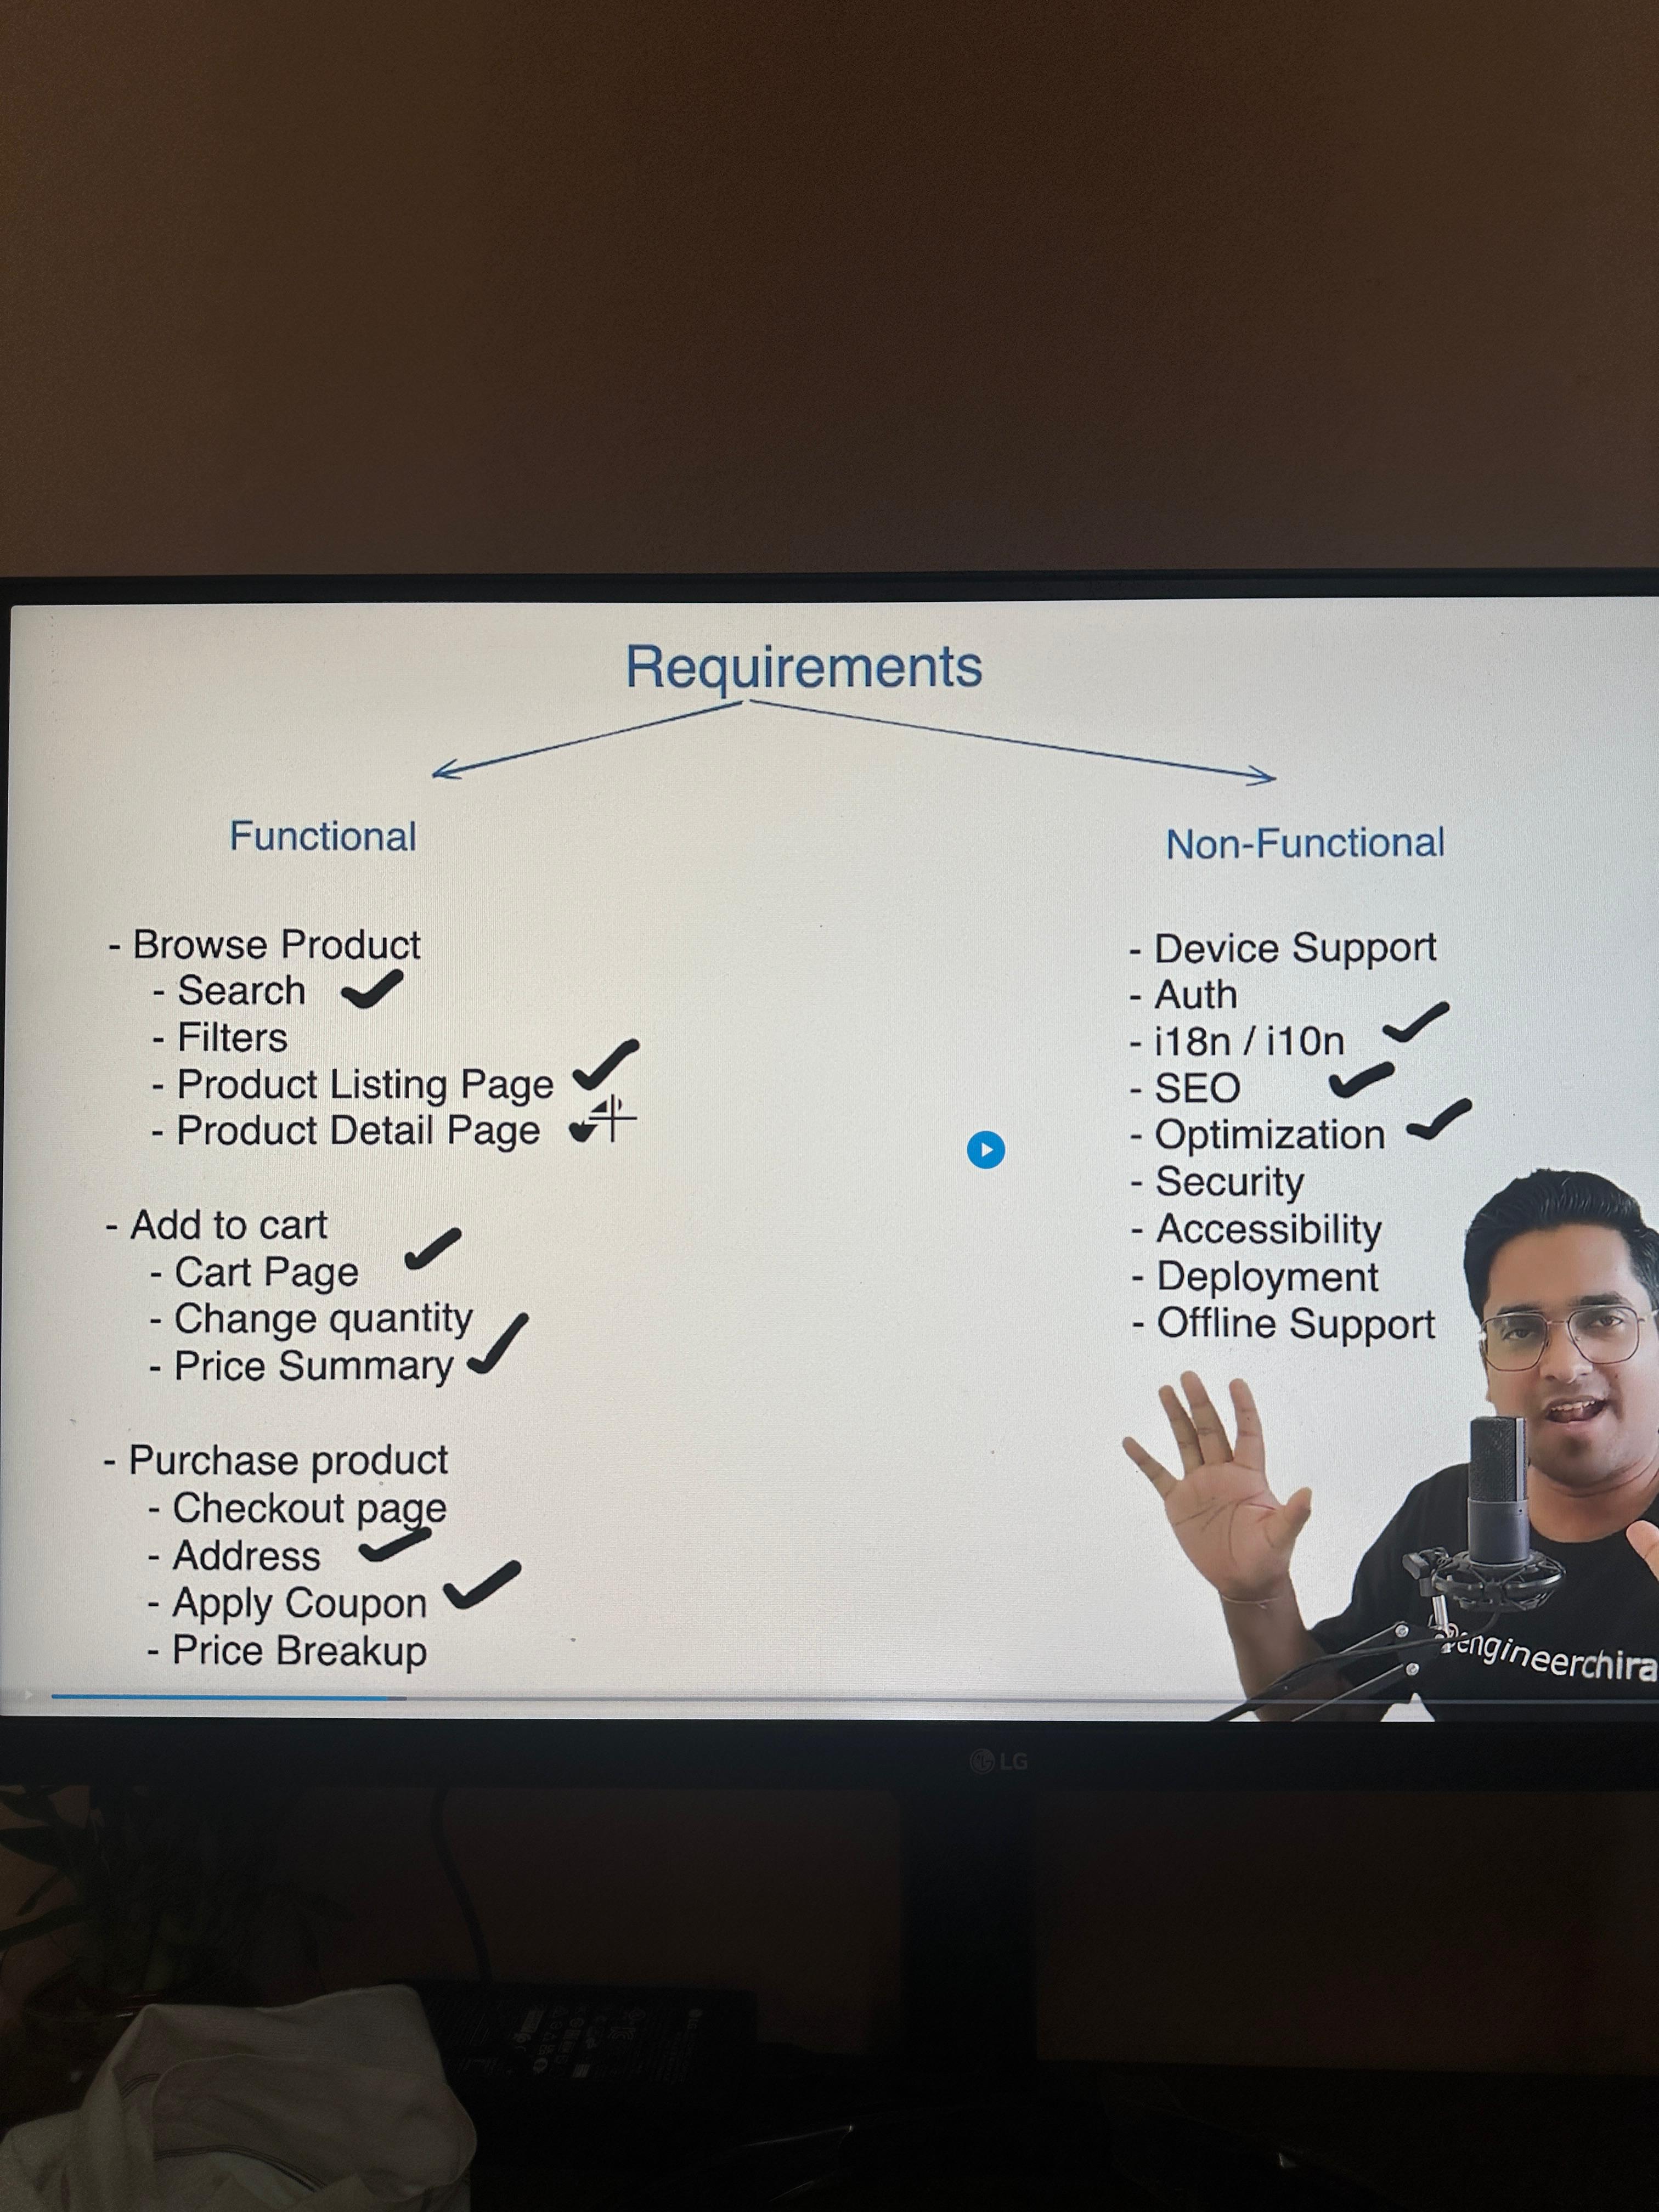 Requirements
Functional
- Browse Product
- Search
- Filters
- Product Listing Page
- Product Detail Page
- Add to cart
- Cart Page
- Change quantity
- Price Summary
- Purchase product
- Checkout page
- Address
- Apply Coupon
- Price Breakup
Non-Functional
- Device Support
- Auth
- i18n / i10n
- SEO
- Optimization
- Security
- Accessibility
- Deployment
- Offline Support
@engineerchira
LG